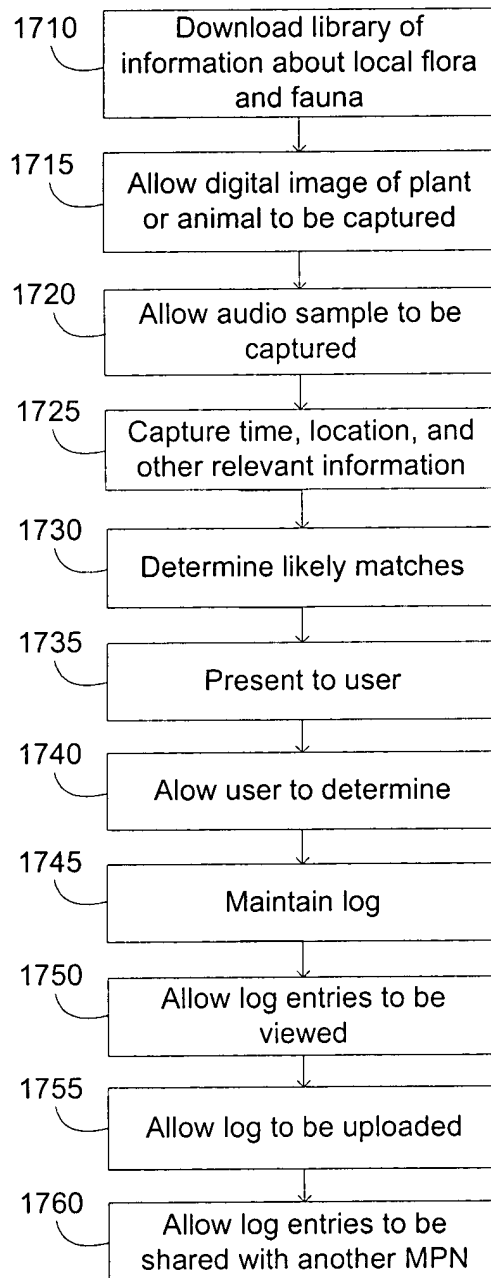 1710
Download library of
information about local flora
and fauna
1715
Allow digital image of plant
or animal to be captured
1720
Allow audio sample to be
captured
1725
Capture time, location, and
other relevant information
1730
Determine likely matches
1735
Present to user
1740
Alow user to determine
1745
Maintain log
1750
Allow log entries to be
viewed
1755
Allow log to be uploaded
1760
Allow log entries to be
shared with another MPN